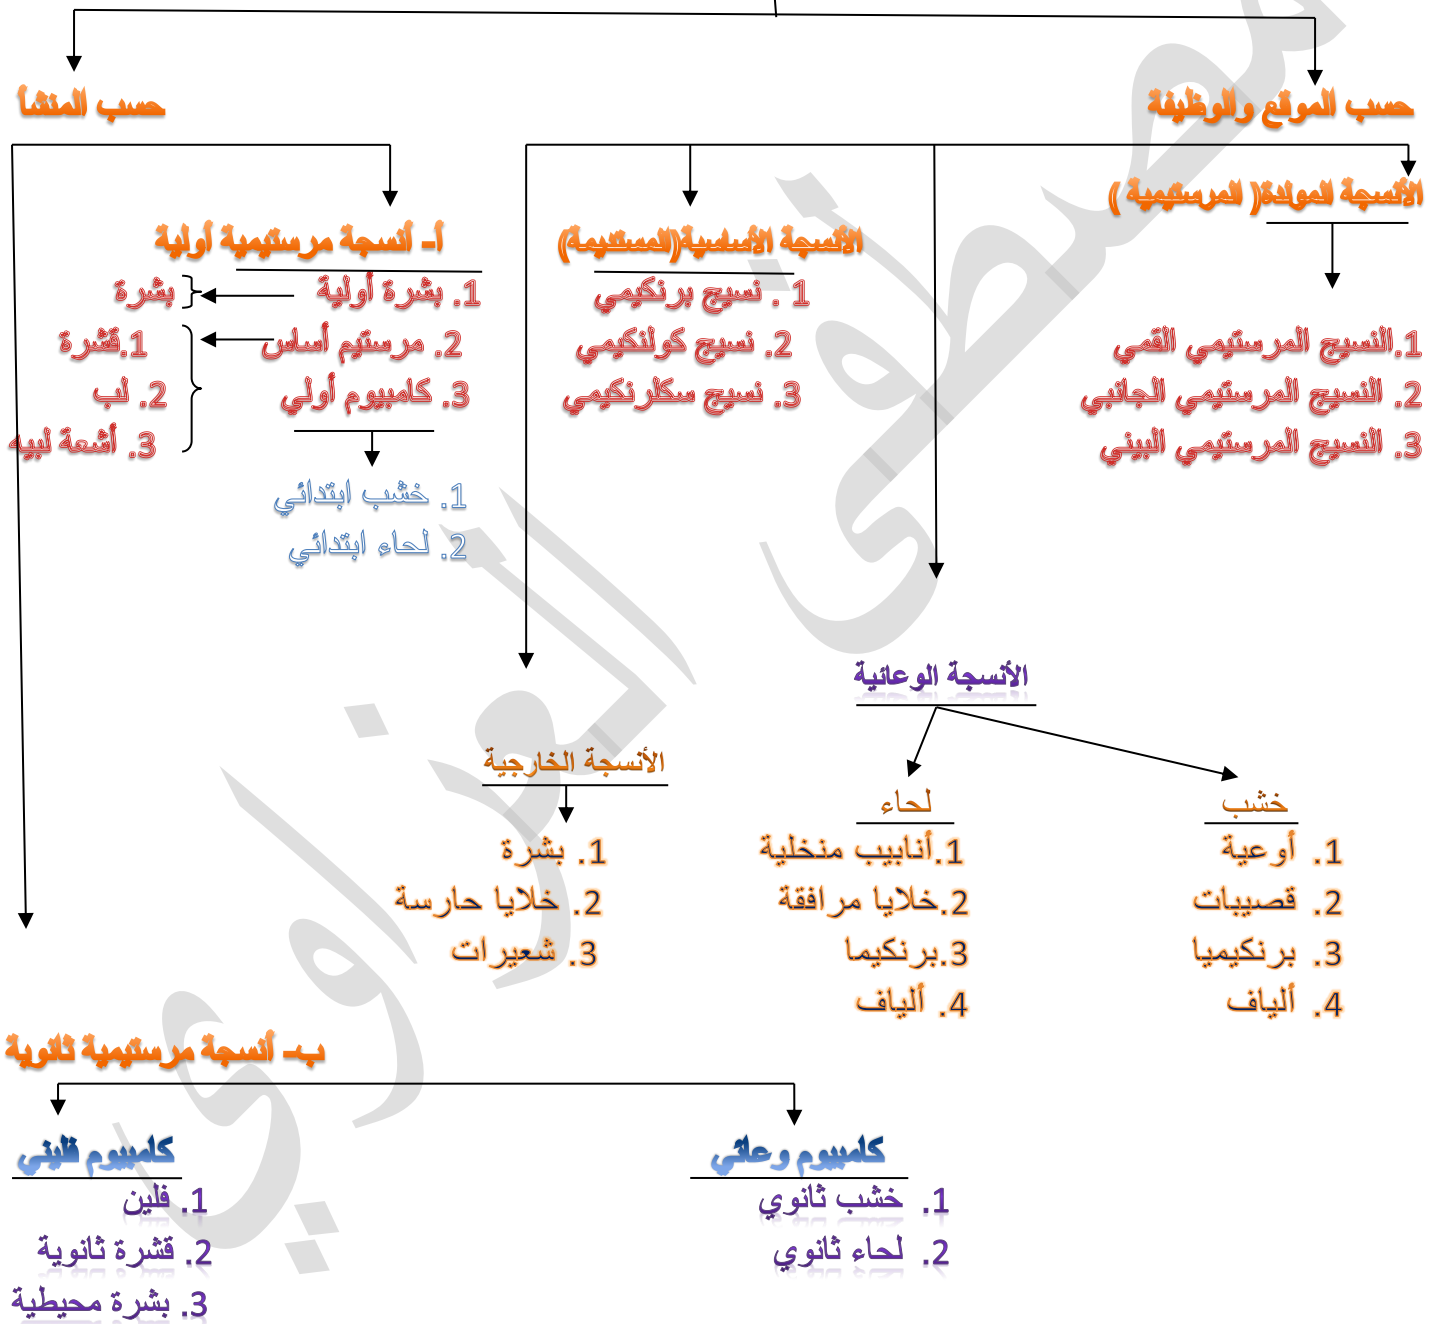 حسب الموقع والوظيفة
حسب المنشأ
الأنسجة المولدة( المرستيمية )
1.النسيج المرستيمي القمي
2. النسيج المرستيمي الجانبي
3. النسيج المرستيمي البيني
الأنسجة الأساسية(المستديمة)
1 . نسيج برنكيمي
2. نسيج كولنكيمي
3. نسيج سكلرنكيمي
أ- أنسجة مرستيمية أولية
1. بشرة أولية
2. مرستيم أساس
3. كامبيوم أولي
بشرة
1.قشرة
2. لب
3. أشعة لبيه
1. خشب ابتدائي
2. لحاء ابتدائي
الأنسجة الوعائية
خشب
1. أوعية
2. قصيبات
3. برنكيميا
4. ألياف
لحاء
1.أنابيب منخلية
2.خلايا مرافقة
3.برنكيما
4. ألياف
الأنسجة الخارجية
1. بشرة
2. خلايا حارسة
3. شعيرات
ب- أنسجة مرستيمية ثانوية
كامبيوم وعائي
1. خشب ثانوي
2. لحاء ثانوي
كامبيوم فليني
1. فلين
2. قشرة ثانوية
3. بشرة محيطية
مصطفى العزاوي